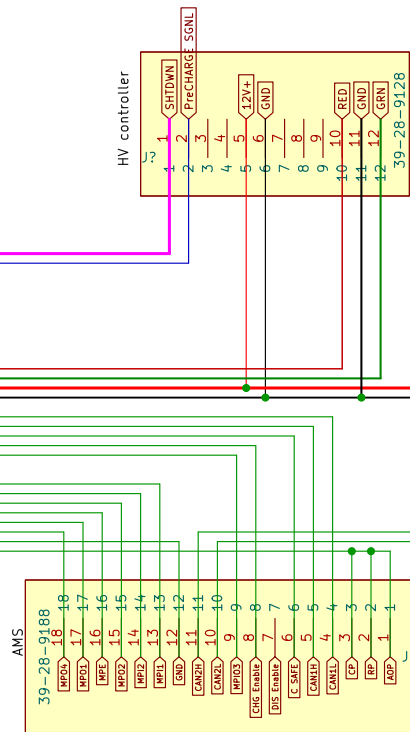 SHTDWN
PreCHARGE SGNL
12V+
GND
RED
GND
GRN
HV controller
J?
39-28-9128
1 2 3 4 5 6 7 8 9 10 11 12
1 2 3 4 5 6 7 8 9 10 11 12
AMS
39-28-9188
J
18 17 16 15 14 13 12 11 10 9 8 7 6 5 4 3 2 1
18 17 16 15 14 13 12 11 10 9 8 7 6 5 4 3 2 1
MPO4
MPO1
MPE
MPO2
MPI2
MPI1
GND
CAN2H
CAN2L
MPIO3
CHG Enable
DIS Enable
C SAFE
CAN1H
CAN1L
CP
RP
AOP